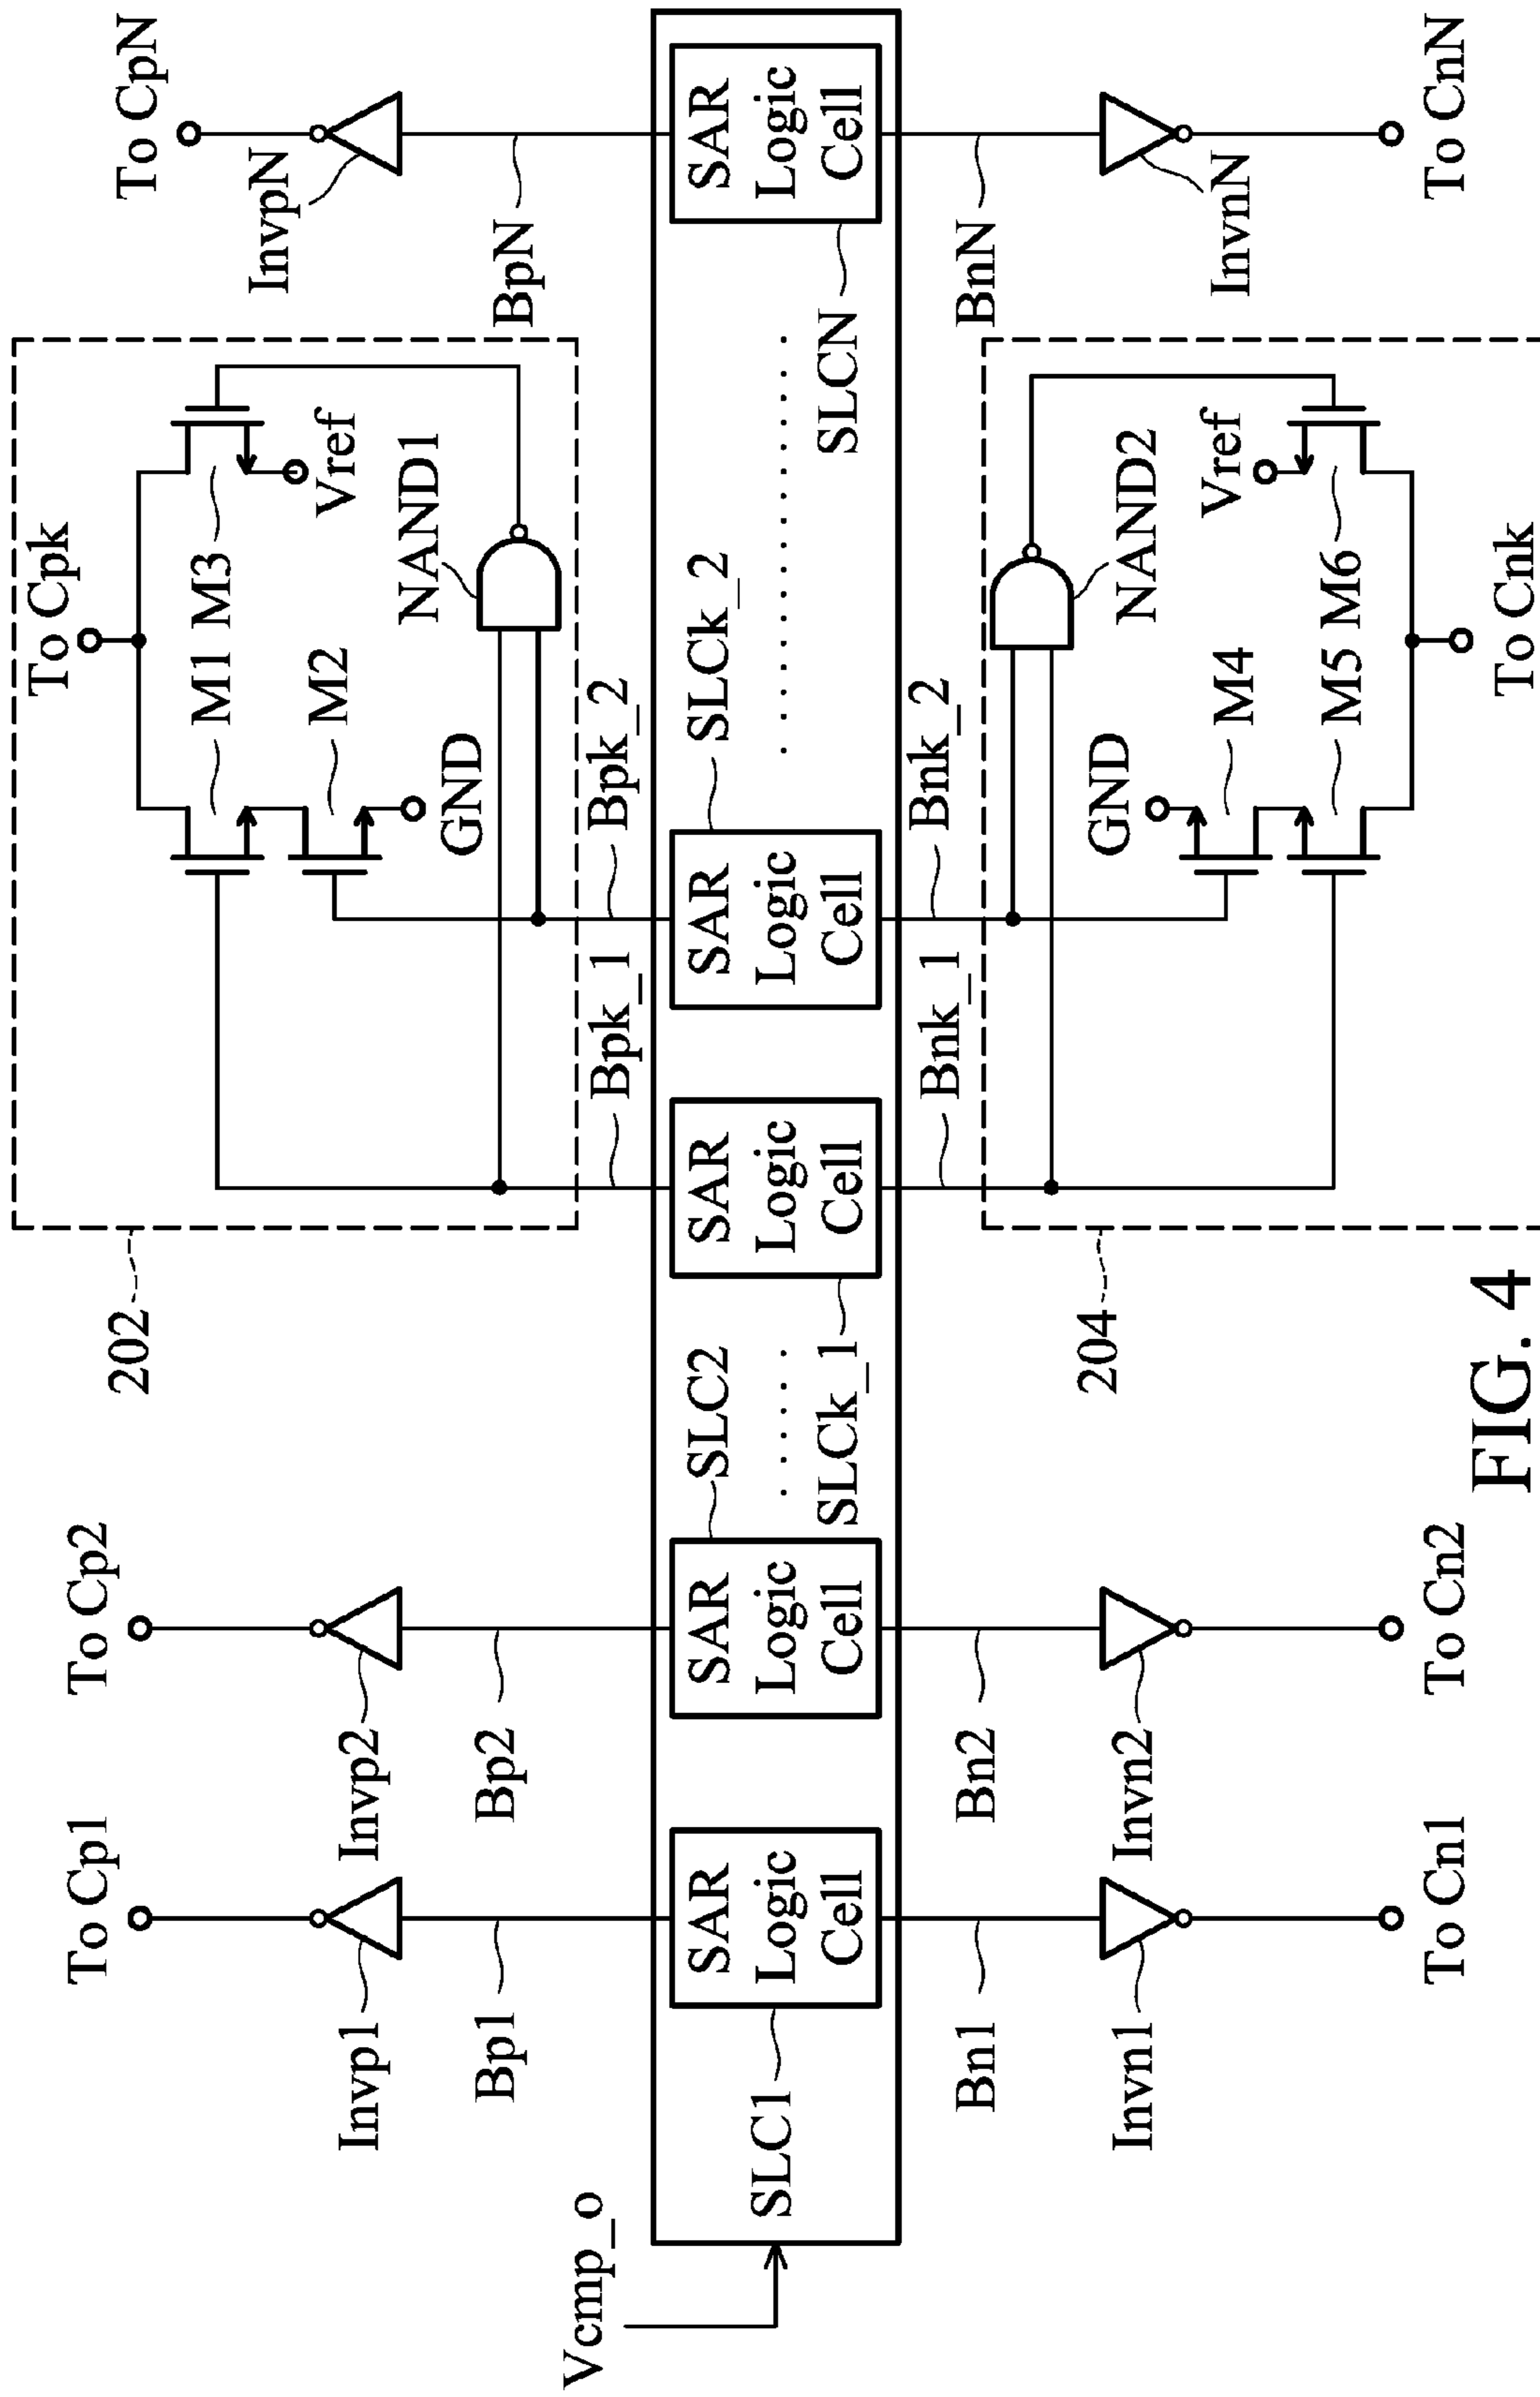 To Cp1
To Cp2
To Cpk
To CpN
202
Invp1
Invp2
M1
M3
M2
GND
Vref
NAND1
InvpN
Bp1
Bp2
Bpk_1
Bpk_2
BpN
Vcmp_o
SLC1
SAR
Logic
Cell
SAR
Logic
Cell
SLC2
SLCk_1
SAR
Logic
Cell
SAR
Logic
Cell
SLCk_2
SLCN
SAR
Logic
Cell
Bn1
Bn2
Bnk_1
Bnk_2
BnN
204
Invn1
Invn2
GND
M4
M5
M6
Vref
NAND2
InvnN
To Cn1
To Cn2
To Cnk
To CnN
FIG. 4